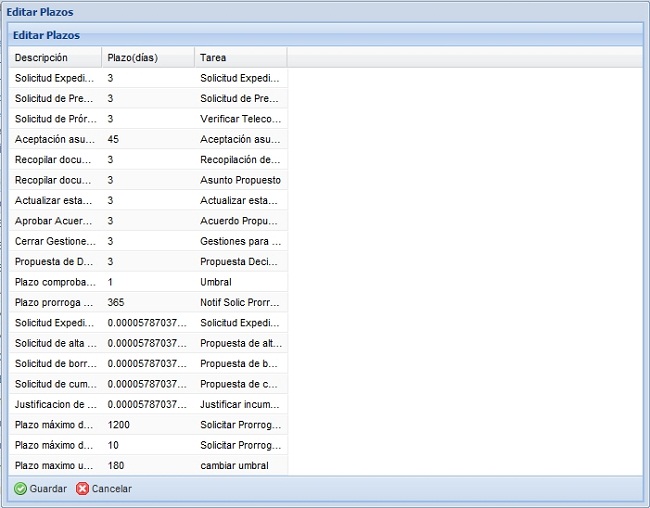 Editar Plazos
Editar Plazos
Descripción Plazo(días) Tarea
Solicitud Expedi... 3 Solicitud Expedi...
Solicitud de Pre... 3 Solicitud de Pre...
Solicitud de Prór... 3 Verificar Teleco...
Aceptación asu... 45 Aceptación asu...
Recopilar docu... 3 Recopilación de...
Recopilar docu... 3 Asunto Propuesto
Actualizar esta... 3 Actualizar esta...
Aprobar Acuer... 3 Acuerdo Propu...
Cerrar Gestione... 3 Gestiones para ...
Propuesta de D... 3 Propuesta Deci...
Plazo comproba... 1 Umbral
Plazo prorroga ... 365 Notif Solic Prorr...
Solicitud Expedi... 0.00005787037... Solicitud Expedi...
Solicitud de alta ... 0.00005787037... Propuesta de alt...
Solicitud de borr... 0.00005787037... Propuesta de b...
Solicitud de cum... 0.00005787037... Propuesta de c...
Justificacion de ... 0.00005787037... Justificar incum...
Plazo máximo d... 1200 Solicitar Prorrog...
Plazo máximo d... 10 Solicitar Prorrog...
Plazo maximo u... 180 cambiar umbral
Guardar Cancelar